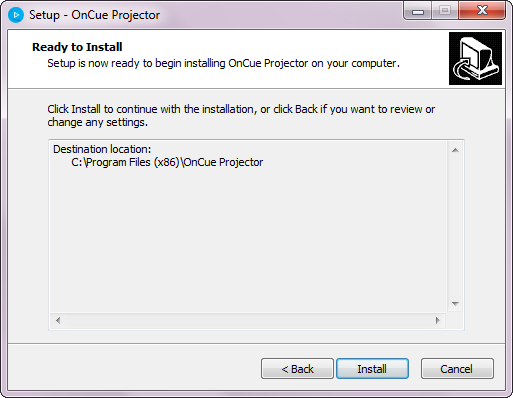 Setup - OnCue Projector
Ready to Install
Setup is now ready to begin installing OnCue Projector on your computer.
Click Install to continue with the installation, or click Back if you want to review or
change any settings.
Destination location:
C:\Program Files (x86)\OnCue Projector
< Back
Install
Cancel